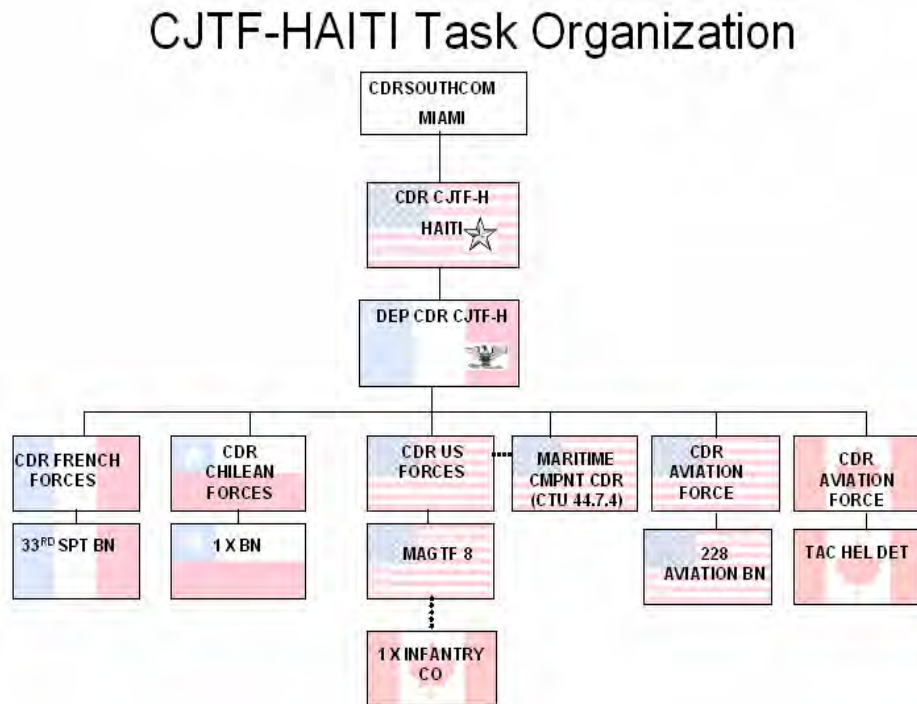 CJTF-HAITI Task Organization
CDRSOUTHCOM
MIAMI
CDR CJTF-H
HAITI
DEP CDR CJTF-H
CDR FRENCH
FORCES
CDR
CHILEAN
FORCES
CDR US
FORCES
MARITIME
CMPNT CDR
(CTU 44.7.4)
CDR
AVIATION
FORCE
CDR
AVIATION
FORCE
33RD SPT BN
1 X BN
MAGTF 8
228
AVIATION BN
TAC HEL DET
1 X INFANTRY
CO